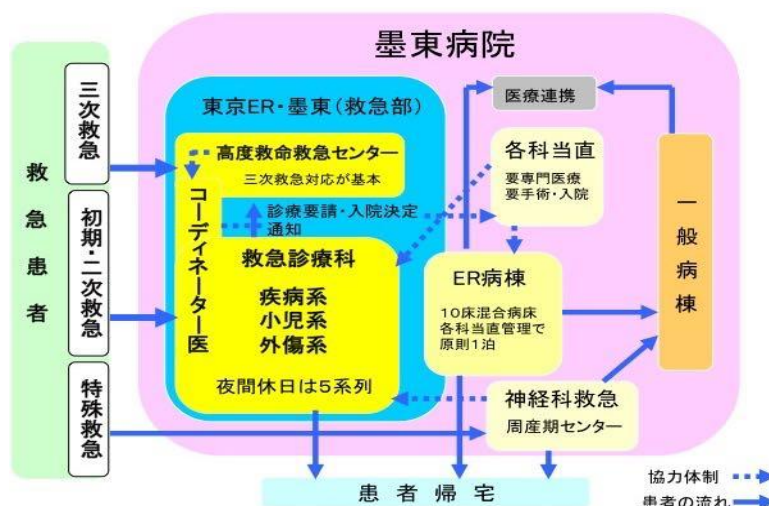 墨東病院
救急患者
三次救急
初期・二次救急
特殊救急
東京ER・墨東(救急部)
高度救命救急センター
三次救急対応が基本
コーディネーター医
診療要請・入院決定
通知
救急診療科
疾病系
小児系
外傷系
夜間休日は5系列
医療連携
各科当直
要専門医療
要手術・入院
ER病棟
10床混合病床
各科当直管理で
原則1泊
一般病棟
神経科救急
周産期センター
患者帰宅
協力体制
患者の流れ